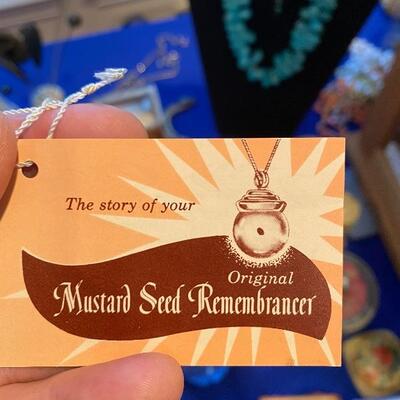 The story of your
Original
Mustard Seed Remembrancer